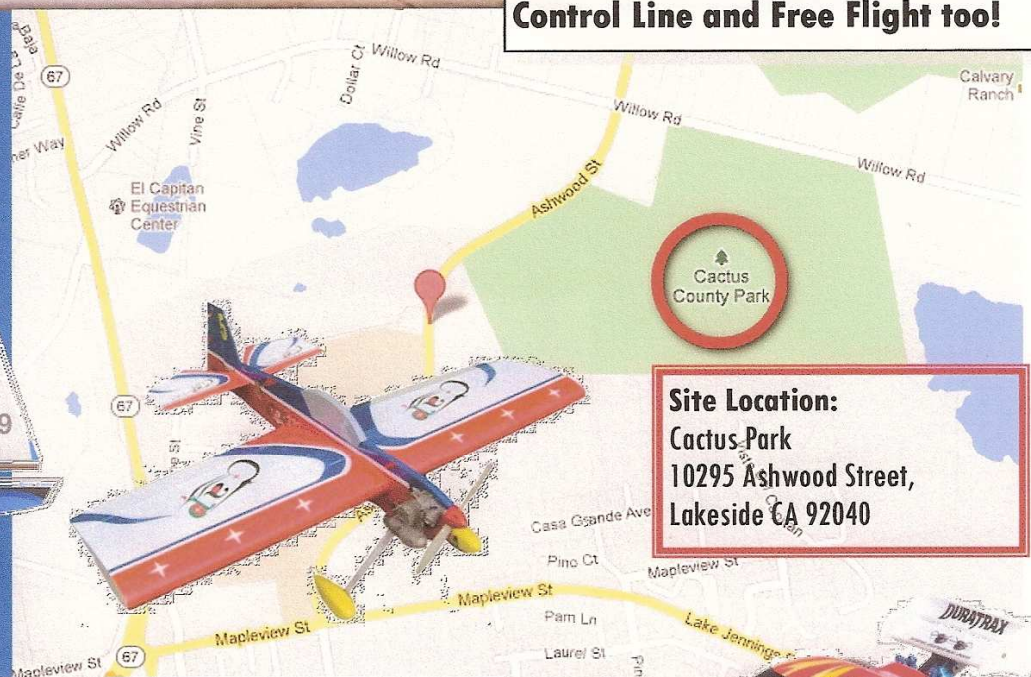 Control Line and Free Flight too!
67
Willow Rd
Dollar Ct
Vine St
Willow Rd
Willow Rd
Calvary
Ranch
Willow Rd
El Capitan
Equestrian
Center
Ashwood St
Cactus
County Park
67
Site Location:
Cactus Park
10295 Ashwood Street,
Lakeside CA 92040
Casa Grande Ave
Pino Ct
Mapleview St
Mapleview St
Mapleview St
Pam Ln
Laurel St
Lake Jennings
67
Mapleview St
DURATRAX